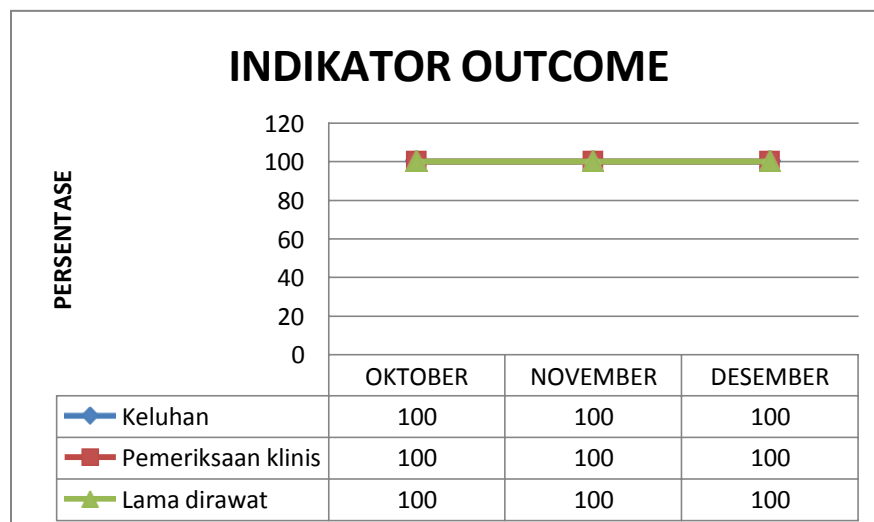 INDIKATOR OUTCOME
PERSENTASE
120
100
80
60
40
20
0
OKTOBER NOVEMBER DESEMBER
Keluhan 100 100 100
Pemeriksaan klinis 100 100 100
Lama dirawat 100 100 100